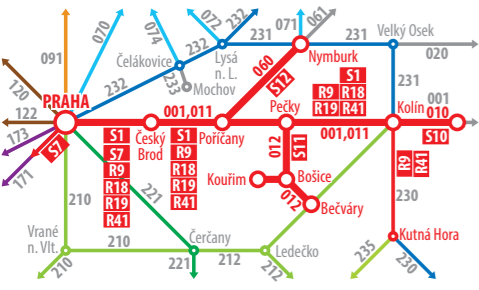 091
070
074
072
232
071
061
Velký Osek
120
Čelákovice
232
Lysá
n. L.
231
231
020
Nymburk
233
Mochov
232
060
S12
S1
R9 R18
R19 R41
231
122
PRAHA
001,011
Pečky
Kolín
001
010
173
S7
Český
Brod
S1
S7
R9
R18
R19
R41
S1
R9
R18
R19
R41
Poříčany
001,011
S10
171
012
S11
R9
R41
210
221
Kouřim
Bošice
012
Bečváry
230
Vrané
n. Vlt.
210
Čerčany
Ledečko
Kutná Hora
210
221
212
212
235
230